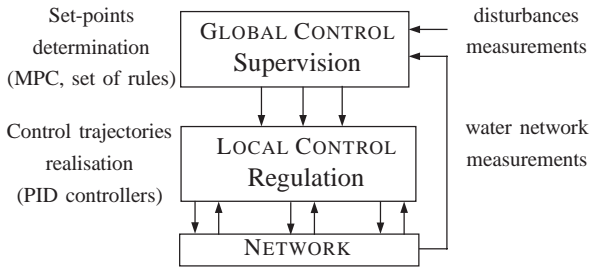 Set-points
determination
(MPC, set of rules)
GLOBAL CONTROL
Supervision
disturbances
measurements
Control trajectories
realisation
(PID controllers)
LOCAL CONTROL
Regulation
water network
measurements
NETWORK